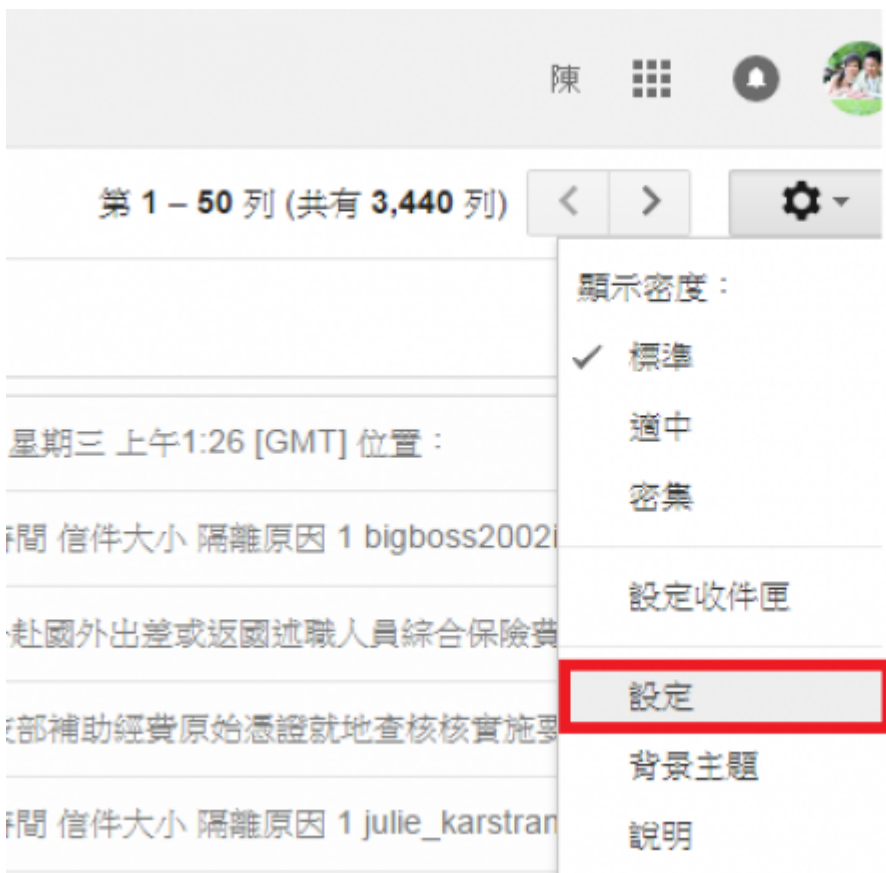 陳
第 1 – 50 列 (共有 3,440 列)
顯示密度：
標準
星期三 上午1:26 [GMT] 位置：
適中
密集
間 信件大小 隔離原因 1 bigboss2002i
設定收件匣
赴國外出差或返國述職人員綜合保險費
設定
部補助經費原始憑證就地查核核實施要
背景主題
間 信件大小 隔離原因 1 julie_karstran
說明